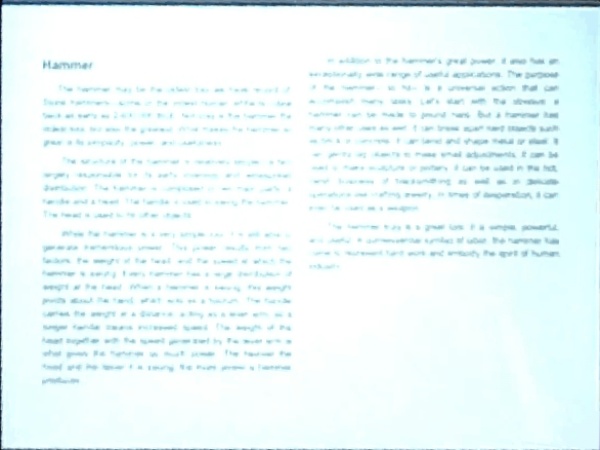 Hammer
The hammer may be the oldest tool we have record of.
Stone hammers
back as early as
oldest tool, but also the greatest. What makes the hammer so
great is its simplicity, power, and usefulness.
The structure of the hammer is relatively simple
largely responsible for its early invention and widespread
distribution. The hammer is composed of two main parts: a
handle and a head. The handle is used to swing the hammer.
The head is used to hit other objects.
While the hammer is a very simple tool, it is still able to
generate tremendous power. This power results from two
factors: the weight of the head, and the speed at which the
hammer is swung. Every hammer has a large distribution of
weight at the head. When a hammer is swung, this weight
pivots about the hand, which acts as a fulcrum. The handle
carries the weight at a distance, acting as a lever arm, so a
longer handle means increased speed. The weight of the
head together with the speed generated by the lever arm is
what gives the hammer so much power. The heavier the
head and the faster it is swung, the more power a hammer
produces.
In addition to the hammer's great power, it also has an
exceptionally wide range of useful applications. The purpose
of the hammer - to hit - is a universal action that can
accomplish many tasks. Let's start with the obvious: a
hammer can be used to pound nails. But a hammer has
many other uses as well. It can break apart hard objects such
as brick or concrete. It can bend and shape metal or steel. It
can gently tap objects to make small adjustments. It can be
used to make sculpture or pottery. It can be used in the hot,
business of blacksmithing, as well as in delicate
operations like crafting jewelry. In times of desperation, it can
even be used as a weapon.
The hammer truly is a great tool. It is simple, powerful,
and useful. A symbol of labor, the hammer has
come to represent hard work and embody the spirit of human
industry.